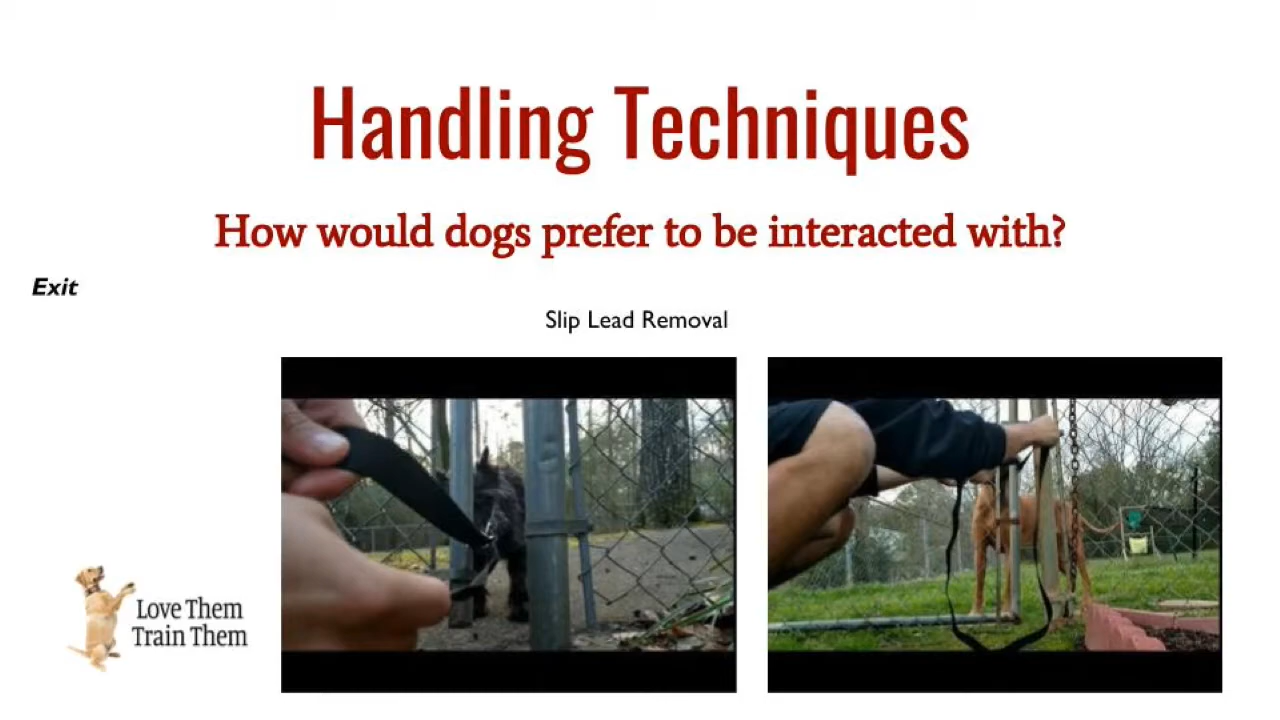 Handling Techniques
How would dogs prefer to be interacted with?
Exit
Slip Lead Removal
Love Them
Train Them